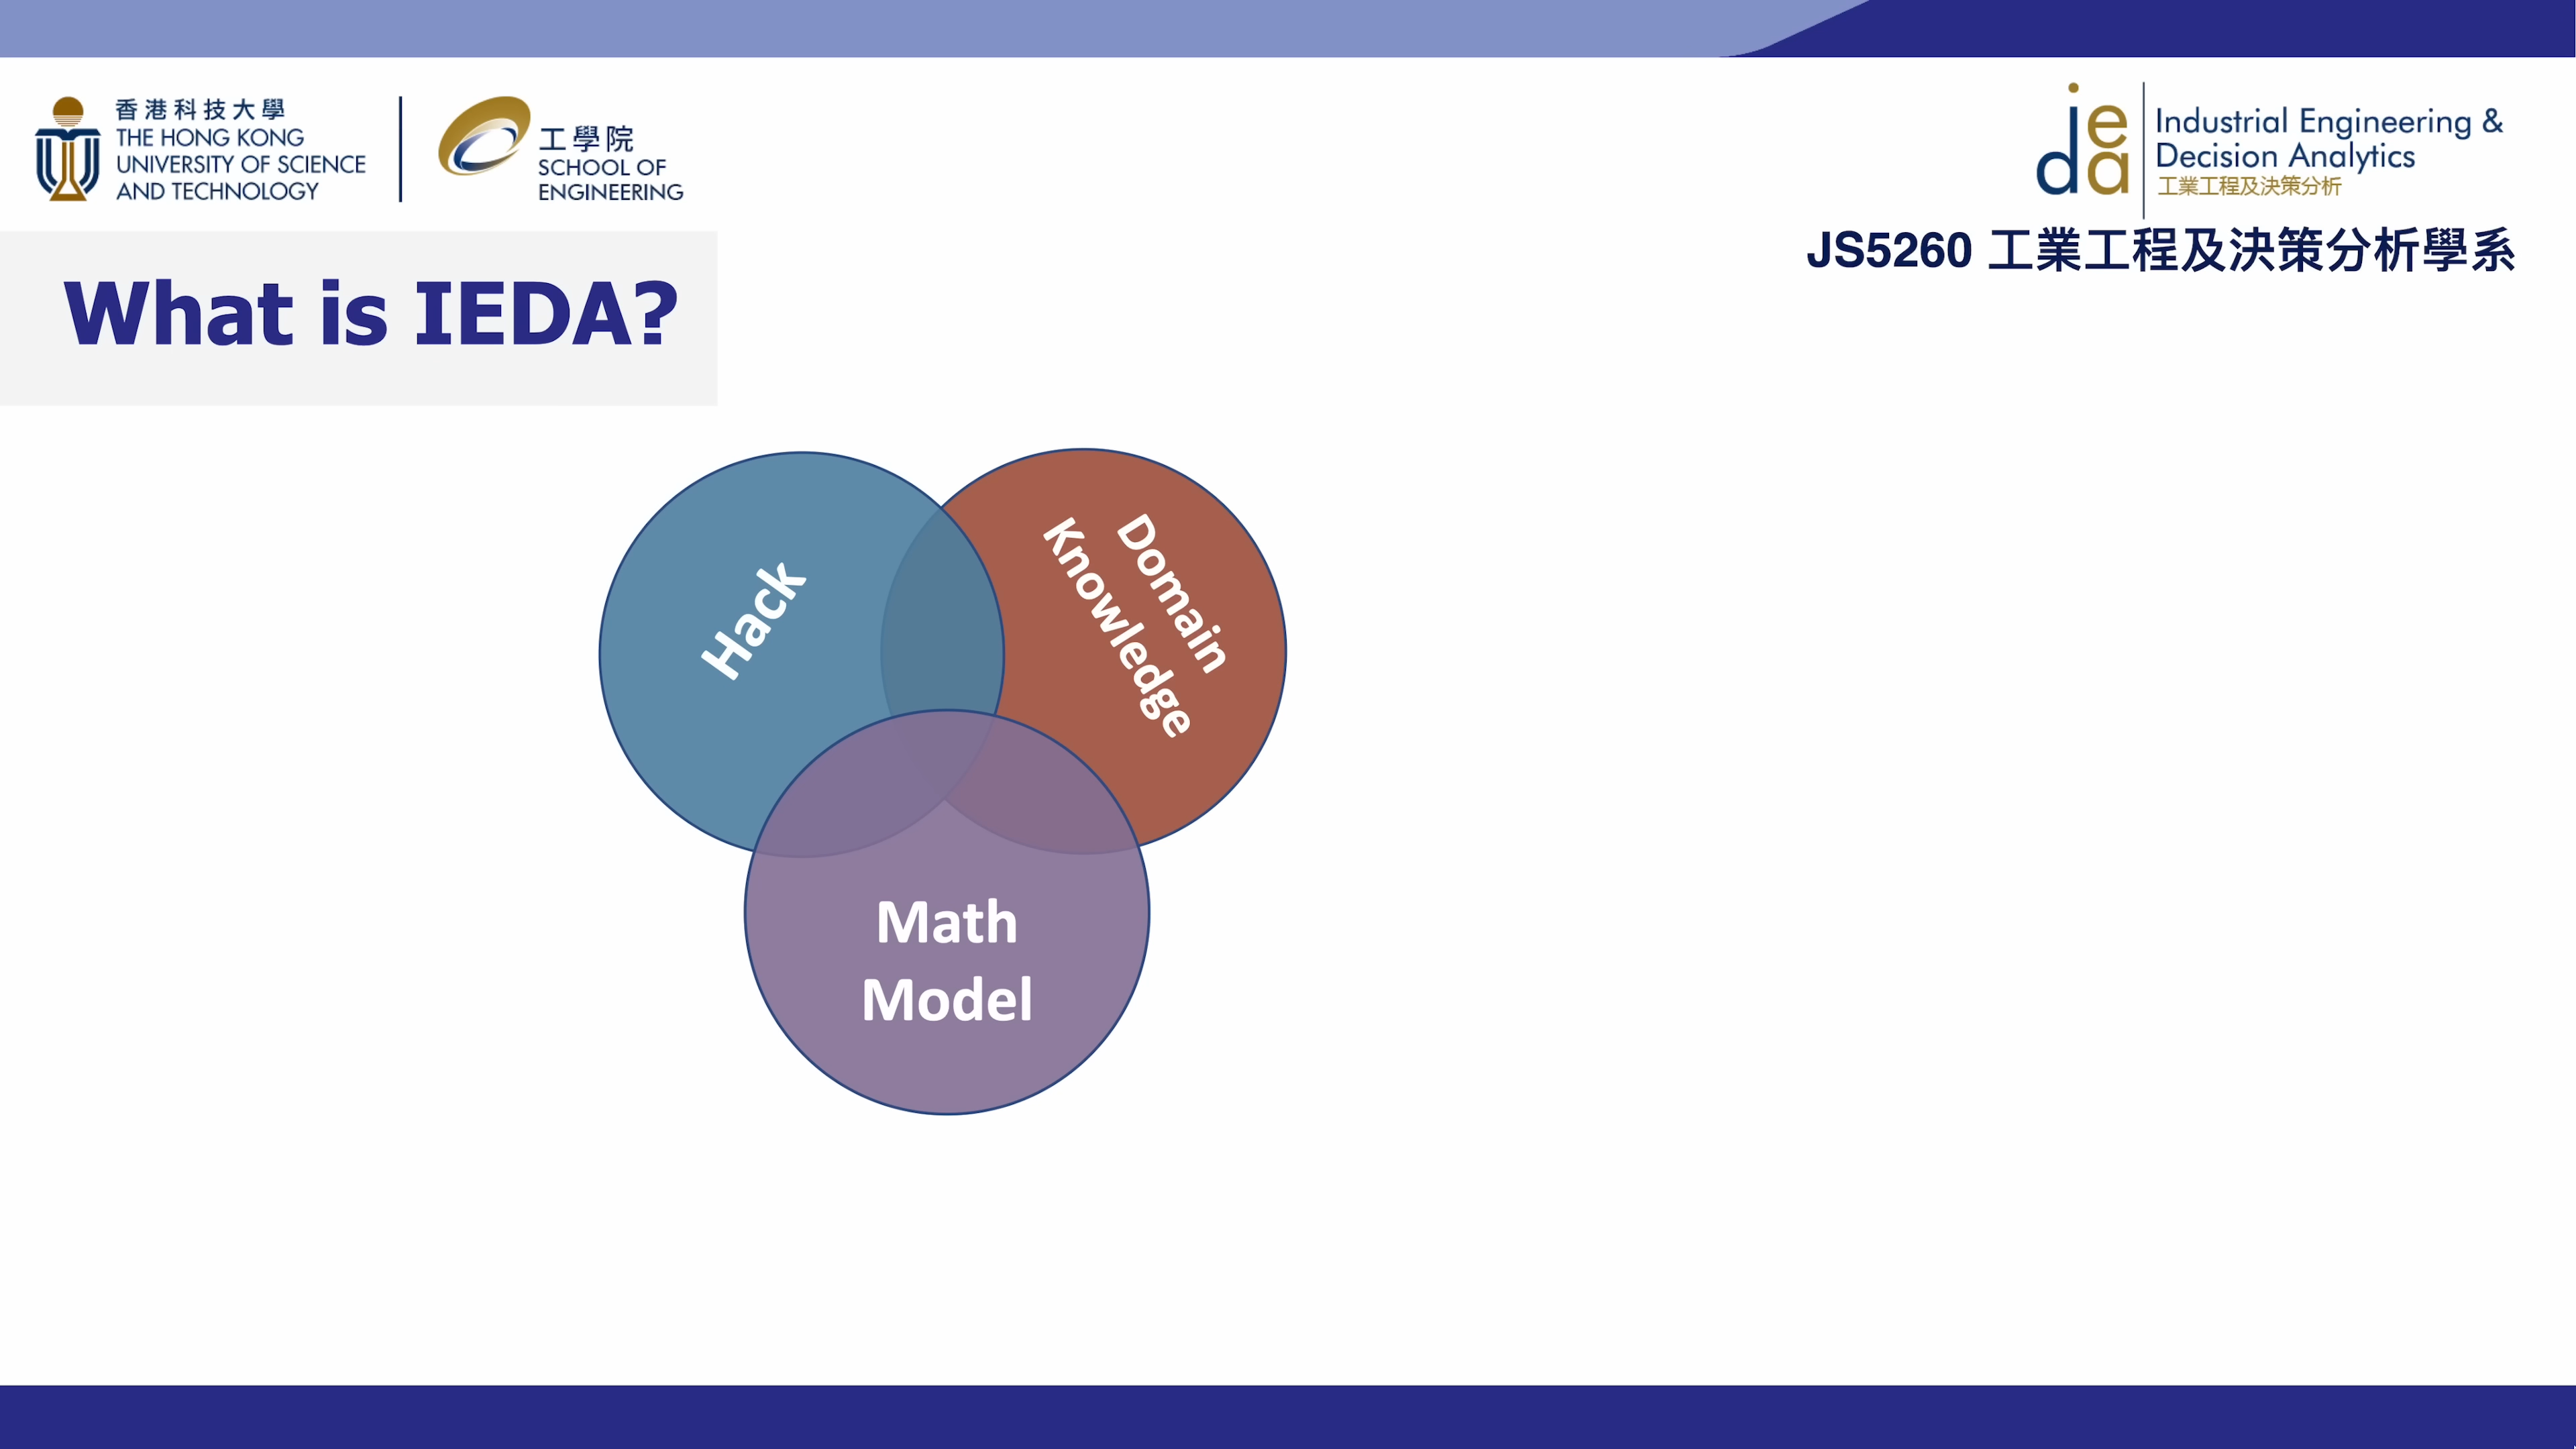 香港科技大學
THE HONG KONG
UNIVERSITY OF SCIENCE
AND TECHNOLOGY
工學院
SCHOOL OF
ENGINEERING
ieda
Industrial Engineering &
Decision Analytics
工業工程及決策分析
JS5260 工業工程及決策分析學系
What is IEDA?
Hack
Domain
Knowledge
Math
Model